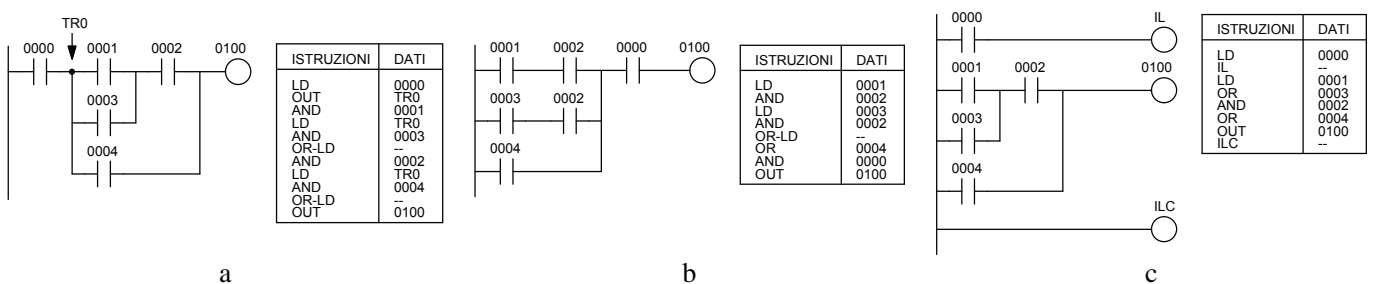 TR0
0000 0001 0002 0100
0003
0004
ISTRUZIONI DATI
LD 0000
OUT TR0
AND 0001
LD TR0
AND 0003
OR-LD --
AND 0002
LD TR0
AND 0004
OR-LD --
OUT 0100
a
0001 0002 0000 0100
0003 0002
0004
ISTRUZIONI DATI
LD 0001
AND 0002
LD 0003
AND 0002
OR-LD --
OR 0004
AND 0000
OUT 0100
b
0000 IL
0001 0002 0100
0003
0004
ILC
ISTRUZIONI DATI
LD 0000
IL --
LD 0001
OR 0003
AND 0002
OR 0004
OUT 0100
ILC --
c